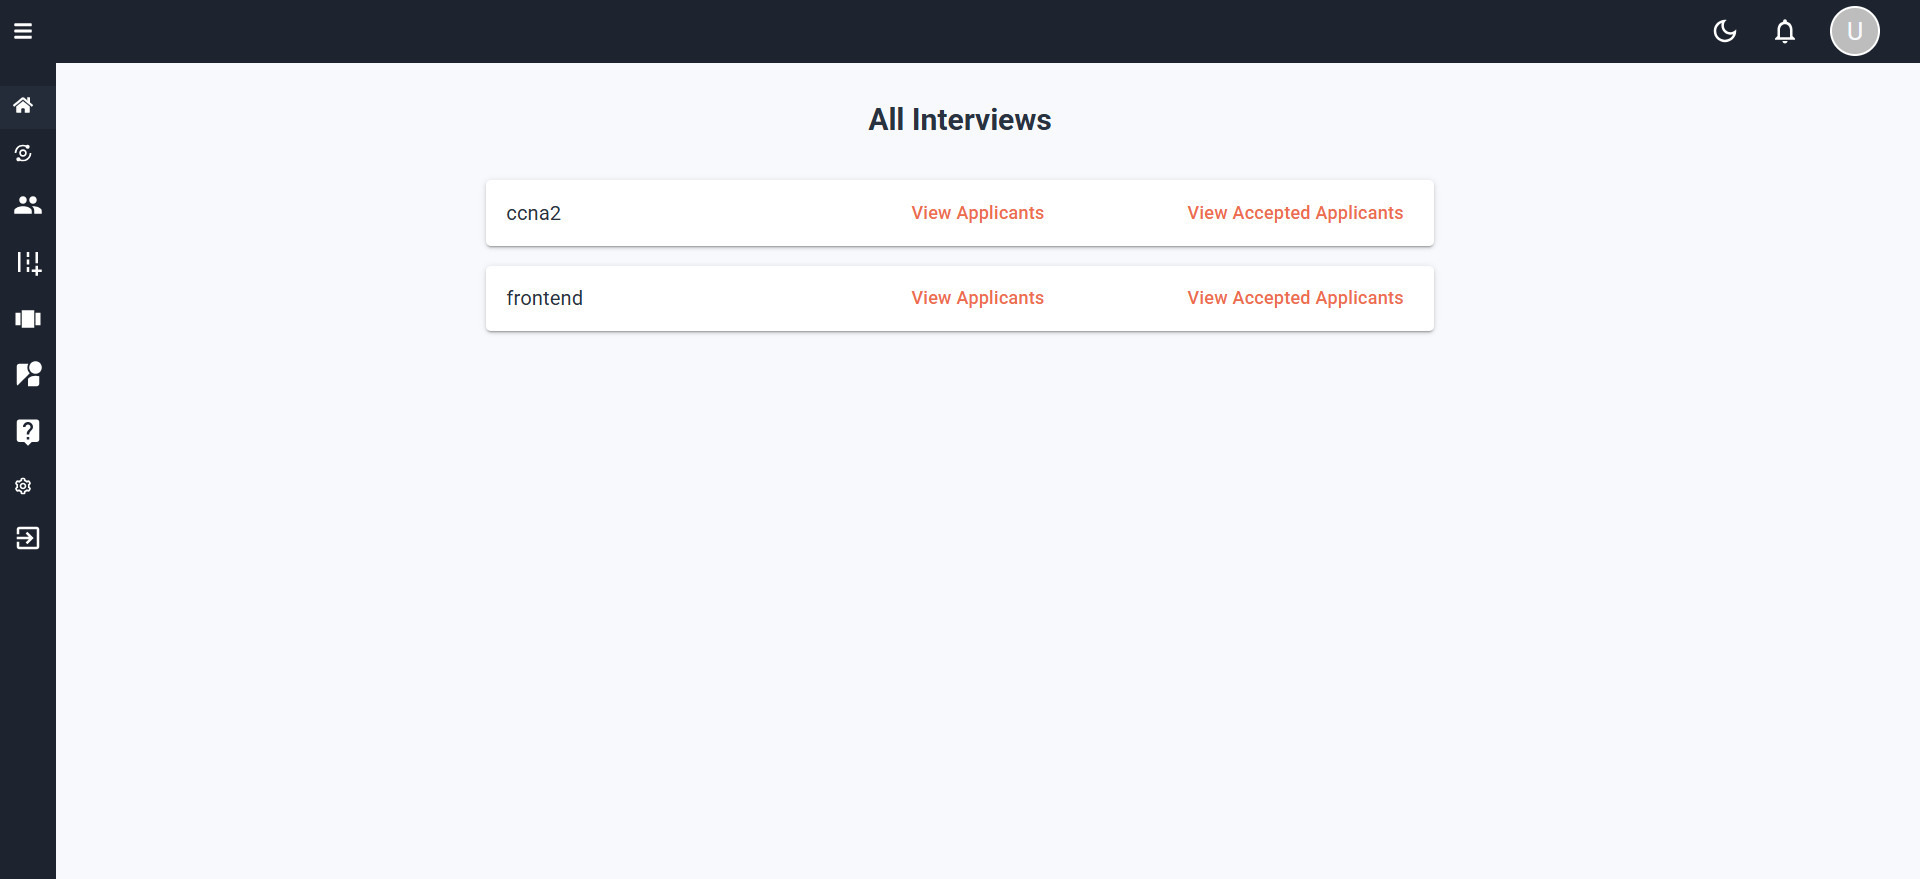 U
All Interviews
ccna2 View Applicants View Accepted Applicants
frontend View Applicants View Accepted Applicants